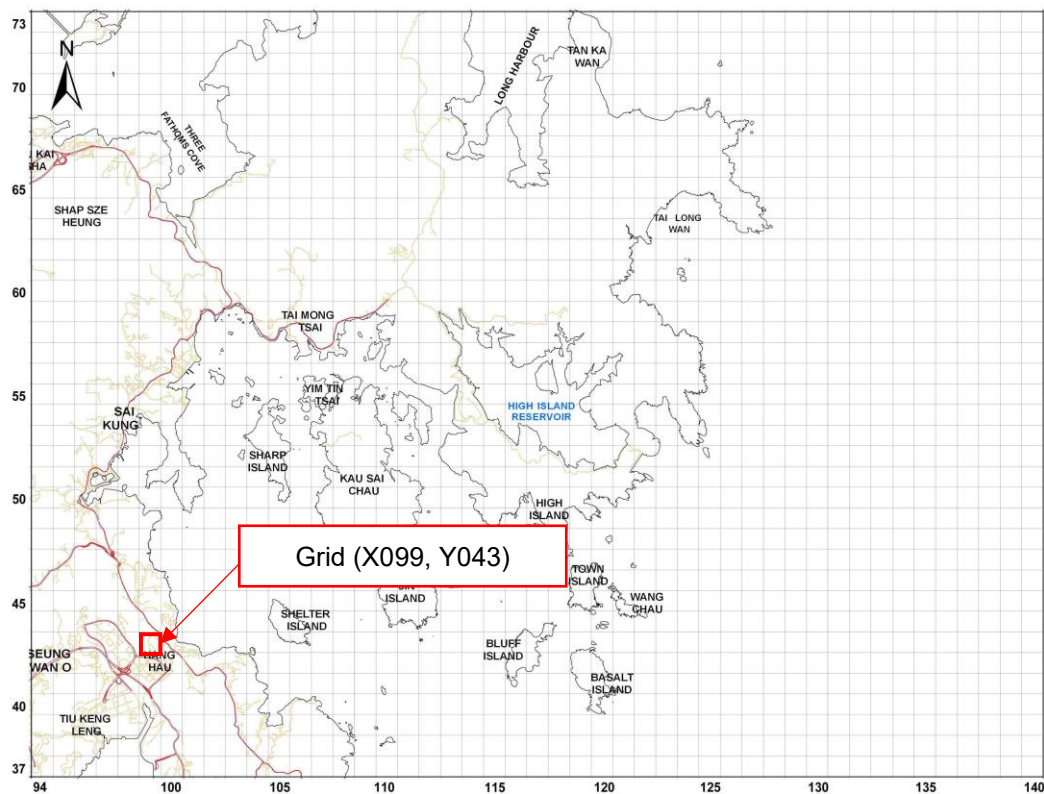 73
N
TAN KA
WAN
LONG HARBOUR
70
THREE
FATHOMS COVE
KAI
65
SHAP SZE
HEUNG
TAI LONG
WAN
60
TAI MONG
TSAI
55
YIM TIN
TSAI
SAI
KUNG
HIGH ISLAND
RESERVOIR
SHARP
ISLAND
KAU SAI
CHAU
50
HIGH
ISLAND
Grid (X099, Y043)
TOWN
ISLAND
ISLAND
45
WANG
CHAU
SHELTER
ISLAND
BLUFF
ISLAND
SEUNG
WAN O
HANG
HAU
BASALT
ISLAND
40
TIU KENG
LENG
37
94
100
105
110
115
120
125
130
135
140